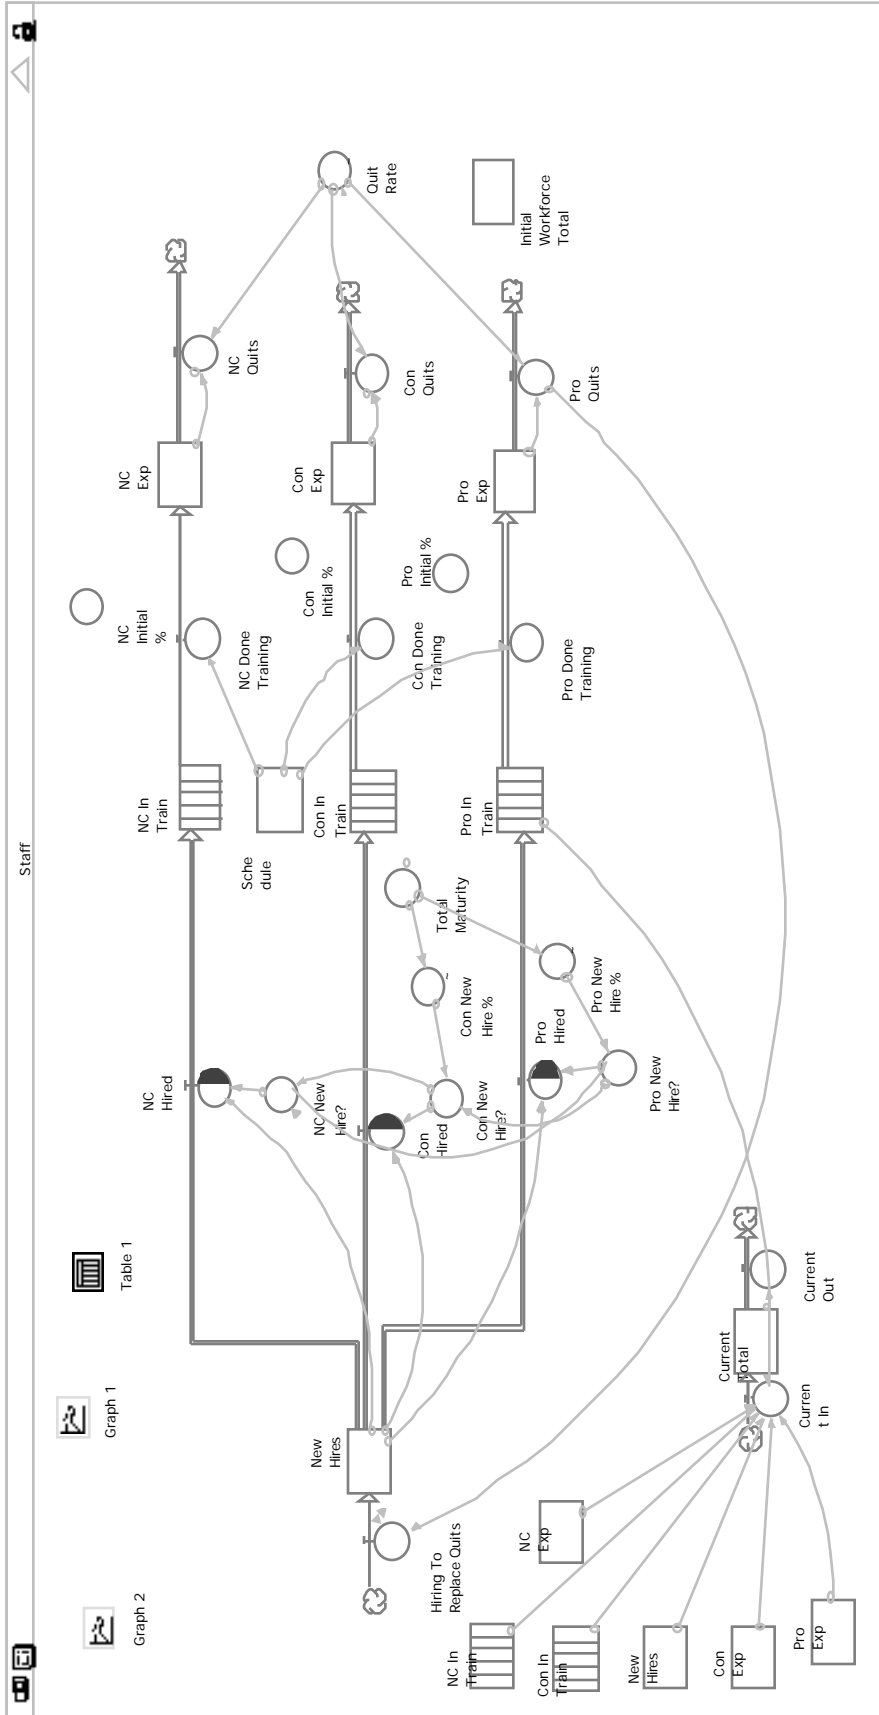 Staff
Graph 2
Graph 1
Table 1
NC
Hired
NC In
Train
NC
Initial
%
NC
Exp
NC
Quits
Quit
Rate
NC Done
Training
Sche
dule
NC New
Hire?
New
Hires
Hiring To
Replace Quits
Con
Hired
Con New
Hire?
Con New
Hire %
Total
Maturity
Con In
Train
Con
Initial %
Con Done
Training
Con
Exp
Con
Quits
Initial
Workforce
Total
Pro
Hired
Pro New
Hire %
Pro New
Hire?
Pro In
Train
Pro
Initial %
Pro Done
Training
Pro
Exp
Pro
Quits
NC
Exp
NC In
Train
Con In
Train
New
Hires
Con
Exp
Pro
Exp
Current
Total
Curren
t In
Current
Out